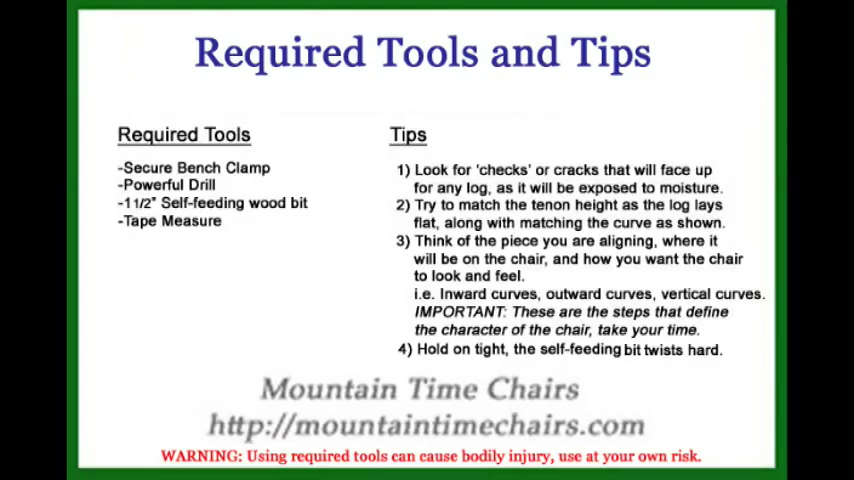 Required Tools and Tips
Required Tools
-Secure Bench Clamp
-Powerful Drill
-1 1/2" Self-feeding wood bit
-Tape Measure
Tips
1) Look for 'checks' or cracks that will face up
for any log, as it will be exposed to moisture.
2) Try to match the tenon height as the log lays
flat, along with matching the curve as shown.
3) Think of the piece you are aligning, where it
will be on the chair, and how you want the chair
to look and feel.
i.e. Inward curves, outward curves, vertical curves.
IMPORTANT: These are the steps that define
the character of the chair, take your time.
4) Hold on tight, the self-feeding bit twists hard.
Mountain Time Chairs
http://mountaintimechairs.com
WARNING: Using required tools can cause bodily injury, use at your own risk.